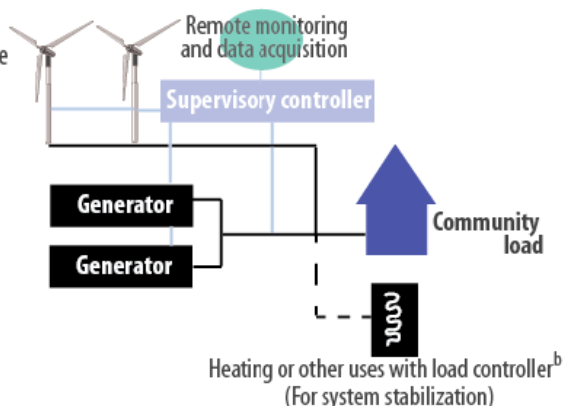 Remote monitoring
and data acquisition
Supervisory controller
Generator
Generator
Community
load
Heating or other uses with load controllerᵇ
(For system stabilization)